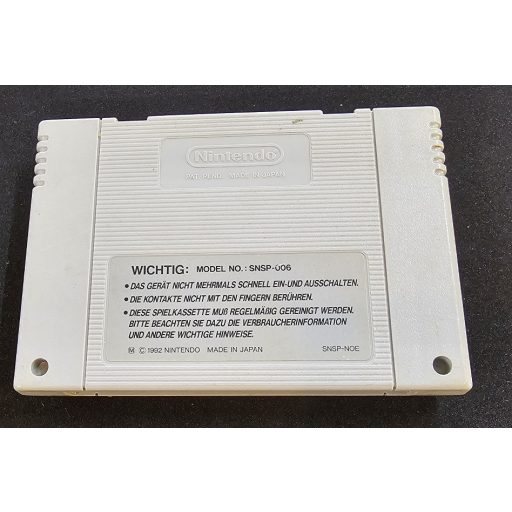 Nintendo
PAT. PEND. MADE IN JAPAN
WICHTIG: MODEL NO.: SNSP-006
• DAS GERÄT NICHT MEHRMALS SCHNELL EIN-UND AUSSCHALTEN.
• DIE KONTAKTE NICHT MIT DEN FINGERN BERÜHREN.
• DIESE SPIELKASSETTE MUß REGELMÄßIG GEREINIGT WERDEN.
BITTE BEACHTEN SIE DAZU DIE VERBRAUCHERINFORMATION
UND ANDERE WICHTIGE HINWEISE.
Ⓜ © 1992 NINTENDO MADE IN JAPAN SNSP-NOE